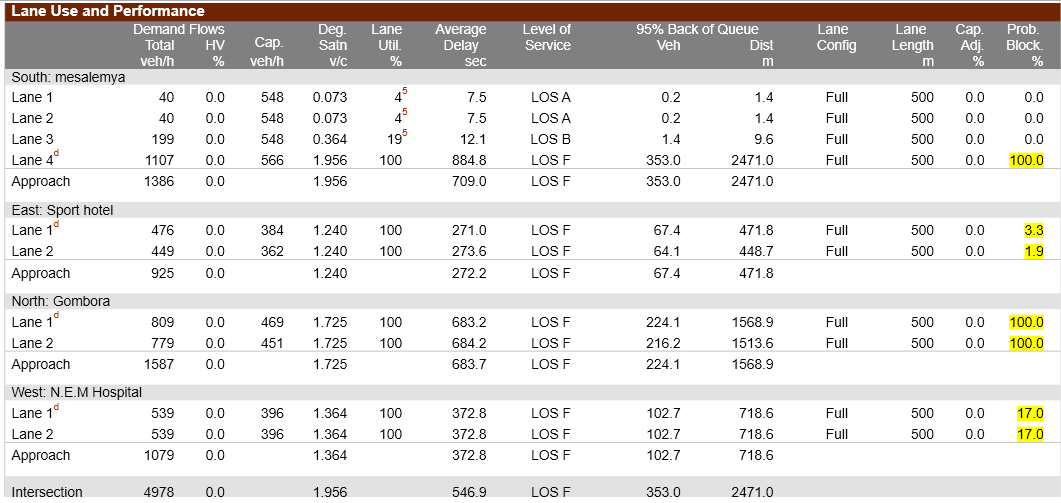 Lane Use and Performance
Demand Flows Deg. Lane Average Level of 95% Back of Queue Lane Lane Cap. Prob.
Total HV Cap. Satn Util. Delay Service Veh Dist Config Length Adj. Block.
veh/h % veh/h v/c % sec m m % %
South: mesalemya
Lane 1 40 0.0 548 0.073 4⁵ 7.5 LOS A 0.2 1.4 Full 500 0.0 0.0
Lane 2 40 0.0 548 0.073 4⁵ 7.5 LOS A 0.2 1.4 Full 500 0.0 0.0
Lane 3 199 0.0 548 0.364 19⁵ 12.1 LOS B 1.4 9.6 Full 500 0.0 0.0
Lane 4ᵈ 1107 0.0 566 1.956 100 884.8 LOS F 353.0 2471.0 Full 500 0.0 100.0
Approach 1386 0.0 1.956 709.0 LOS F 353.0 2471.0
East: Sport hotel
Lane 1ᵈ 476 0.0 384 1.240 100 271.0 LOS F 67.4 471.8 Full 500 0.0 3.3
Lane 2 449 0.0 362 1.240 100 273.6 LOS F 64.1 448.7 Full 500 0.0 1.9
Approach 925 0.0 1.240 272.2 LOS F 67.4 471.8
North: Gombora
Lane 1ᵈ 809 0.0 469 1.725 100 683.2 LOS F 224.1 1568.9 Full 500 0.0 100.0
Lane 2 779 0.0 451 1.725 100 684.2 LOS F 216.2 1513.6 Full 500 0.0 100.0
Approach 1587 0.0 1.725 683.7 LOS F 224.1 1568.9
West: N.E.M Hospital
Lane 1ᵈ 539 0.0 396 1.364 100 372.8 LOS F 102.7 718.6 Full 500 0.0 17.0
Lane 2 539 0.0 396 1.364 100 372.8 LOS F 102.7 718.6 Full 500 0.0 17.0
Approach 1079 0.0 1.364 372.8 LOS F 102.7 718.6
Intersection 4978 0.0 1.956 546.9 LOS F 353.0 2471.0